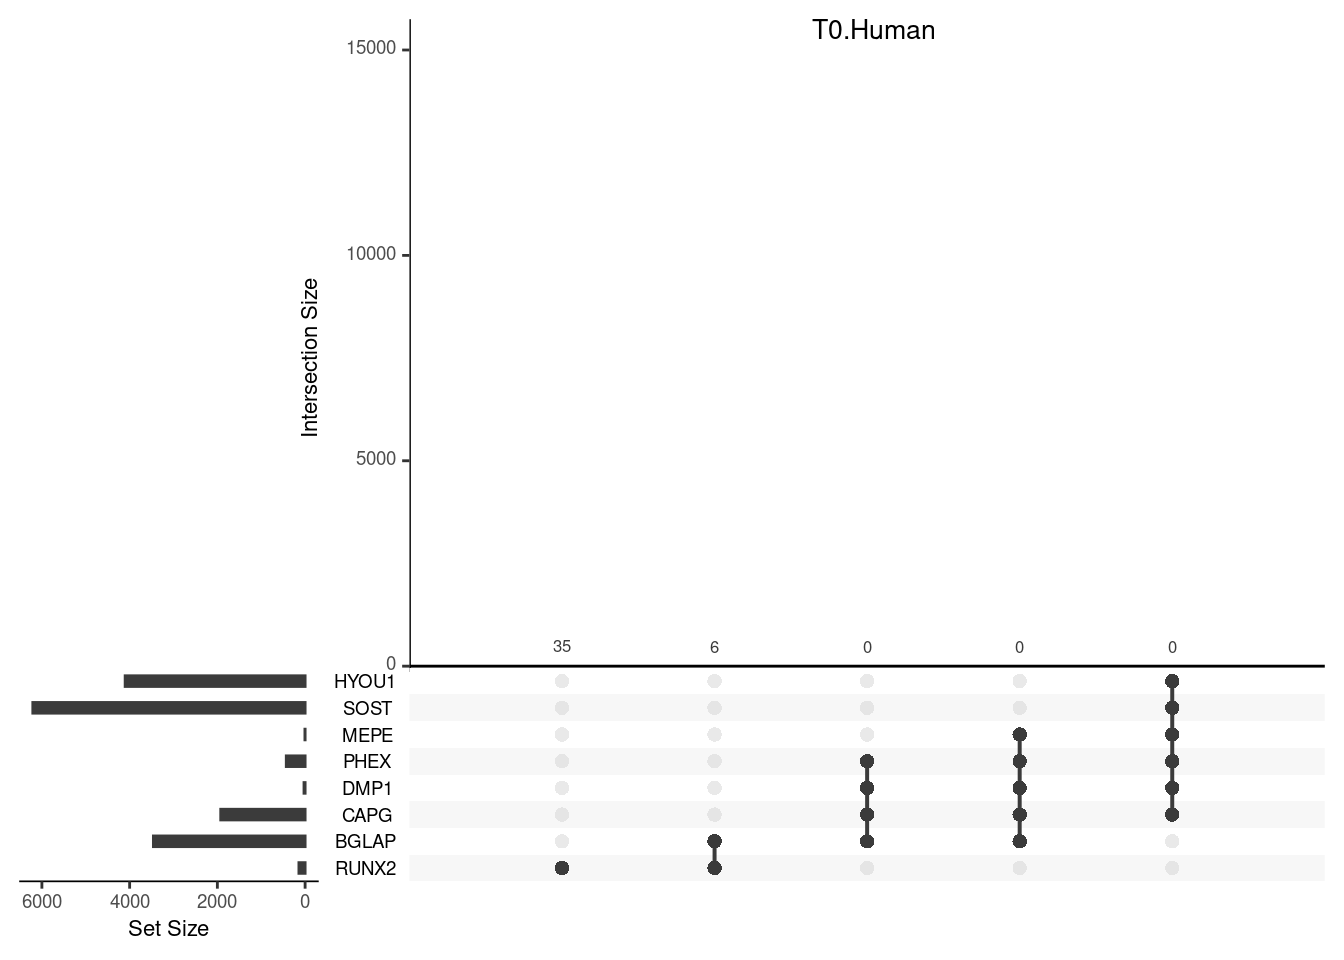 T0.Human
15000
10000
5000
0
Intersection Size
35 6 0 0 0
HYOU1
SOST
MEPE
PHEX
DMP1
CAPG
BGLAP
RUNX2
6000 4000 2000 0
Set Size